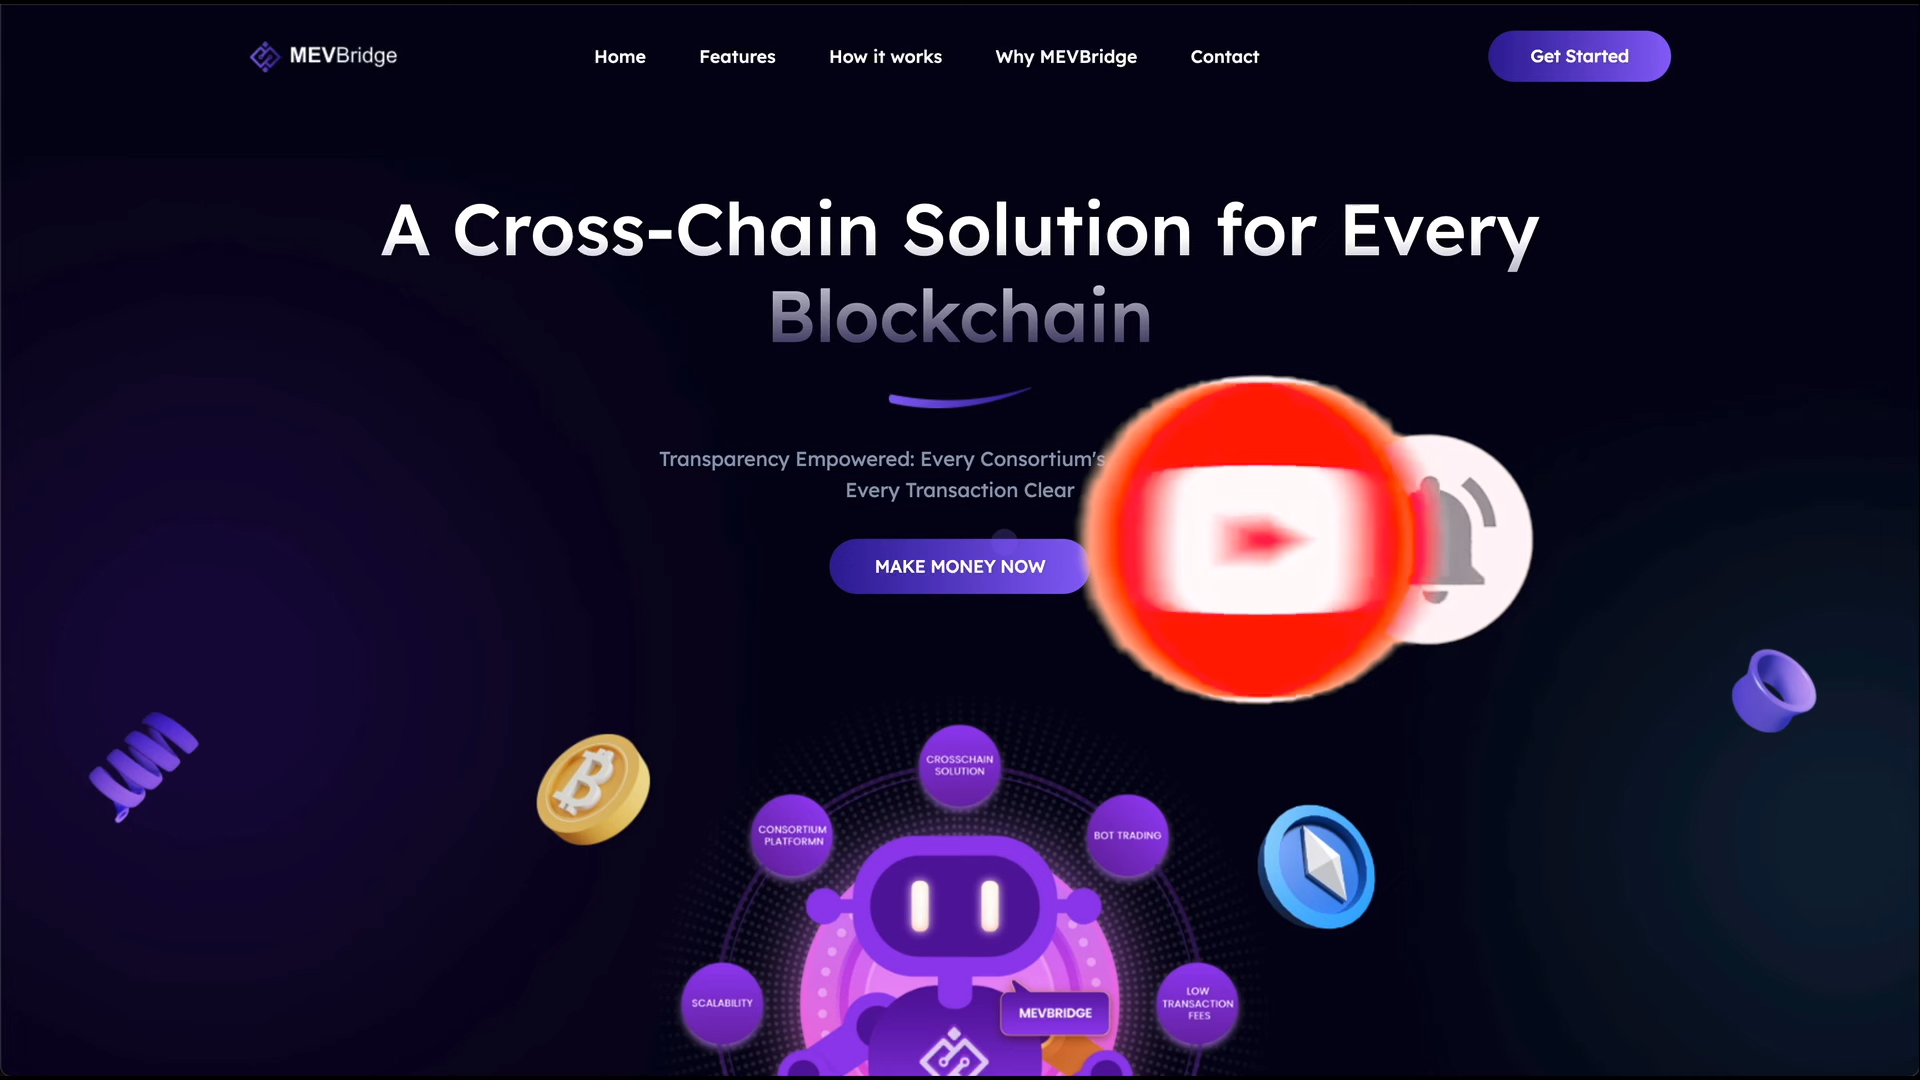 MEVBridge
Home
Features
How it works
Why MEVBridge
Contact
Get Started
A Cross-Chain Solution for Every
Blockchain
Transparency Empowered: Every Consortium's
Every Transaction Clear
MAKE MONEY NOW
CROSSCHAIN
SOLUTION
CONSORTIUM
PLATFORMN
BOT TRADING
SCALABILITY
MEVBRIDGE
LOW
TRANSACTION
FEES